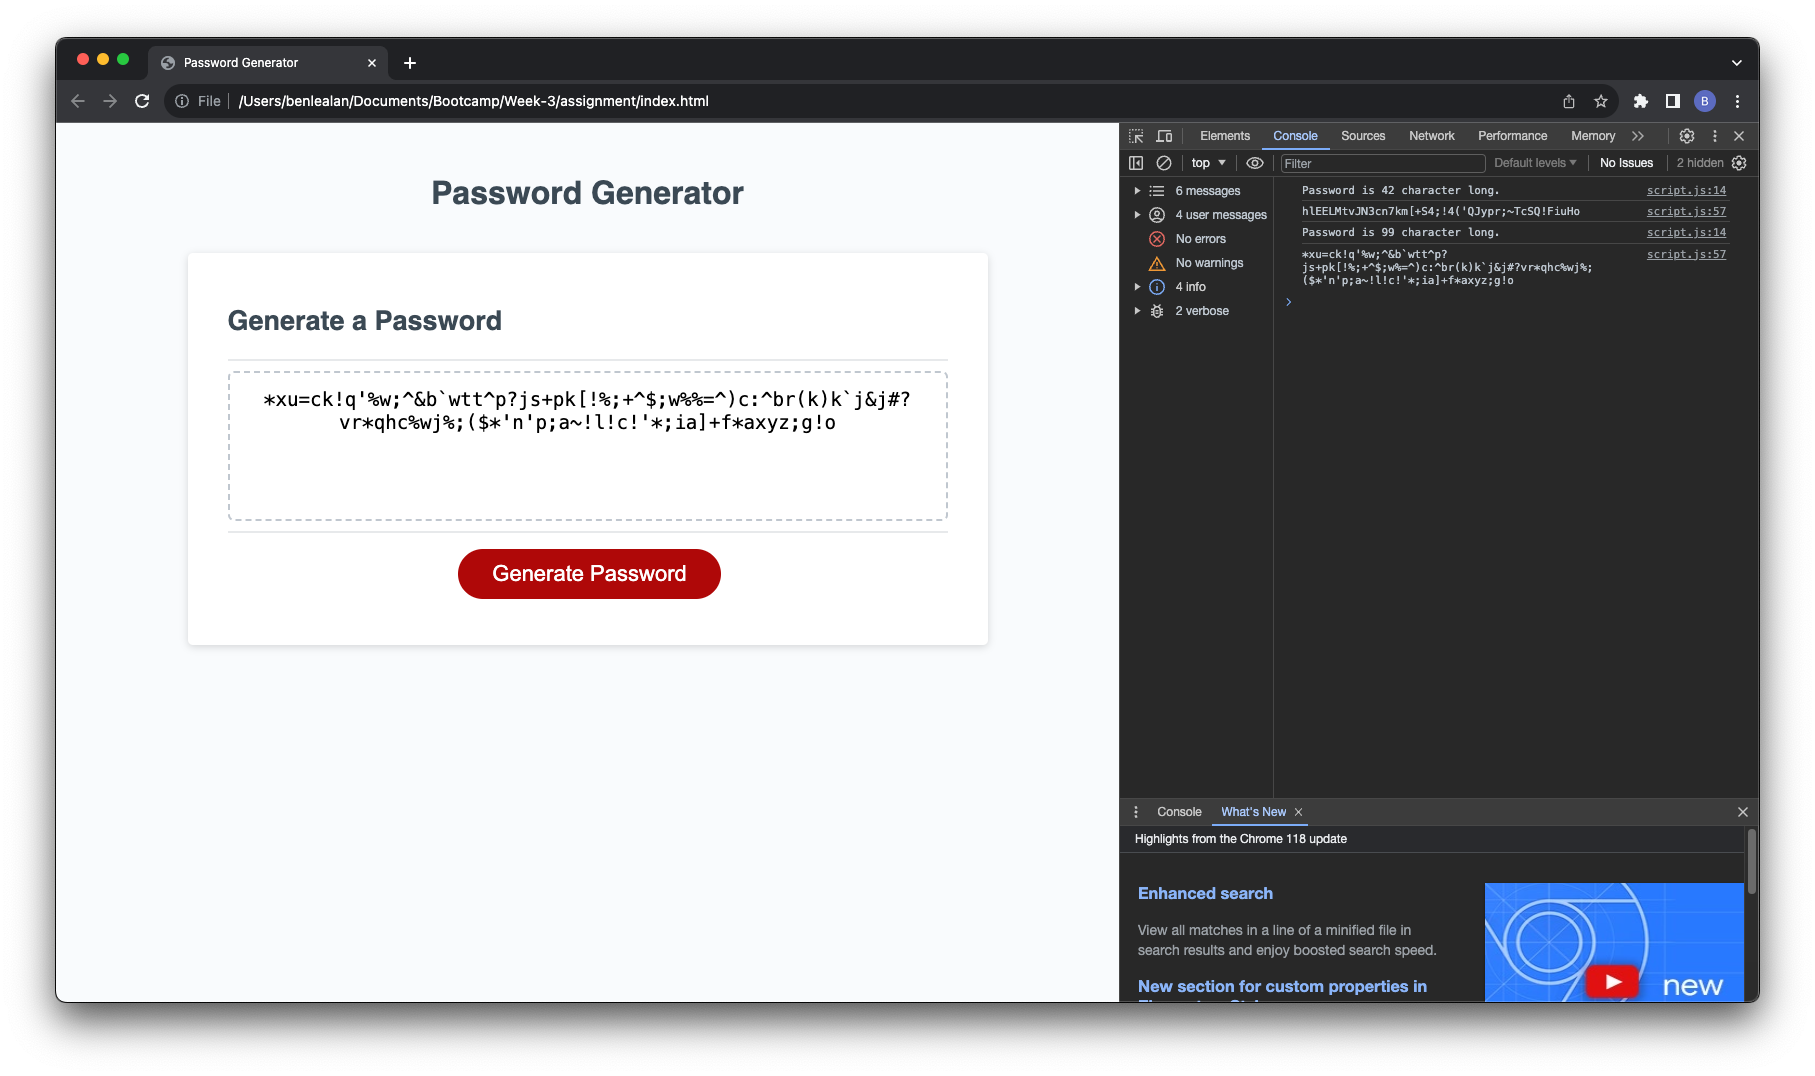 Password Generator
File
/Users/benlealan/Documents/Bootcamp/Week-3/assignment/index.html
B
Password Generator
Generate a Password
*xu=ck!q'%w;^&b`wtt^p?js+pk[!%;+^$;w%%=^)c:^br(k)k`j&j#?
vr*qhc%wj%;($*'n'p;a~!l!c!'*;ia]+f*axyz;g!o
Generate Password
Elements Console Sources Network Performance Memory
top Filter Default levels No Issues 2 hidden
6 messages
4 user messages
No errors
No warnings
4 info
2 verbose
Password is 42 character long. script.js:14
hlEELMtvJN3cn7km[+S4;!4('QJypr;~TcSQ!FiuHo script.js:57
Password is 99 character long. script.js:14
*xu=ck!q'%w;^&b`wtt^p? script.js:57
js+pk[!%;+^$;w%%=^)c:^br(k)k`j&j#?vr*qhc%wj%;
($*'n'p;a~!l!c!'*;ia]+f*axyz;g!o
Console What's New
Highlights from the Chrome 118 update
Enhanced search
View all matches in a line of a minified file in
search results and enjoy boosted search speed.
New section for custom properties in
new